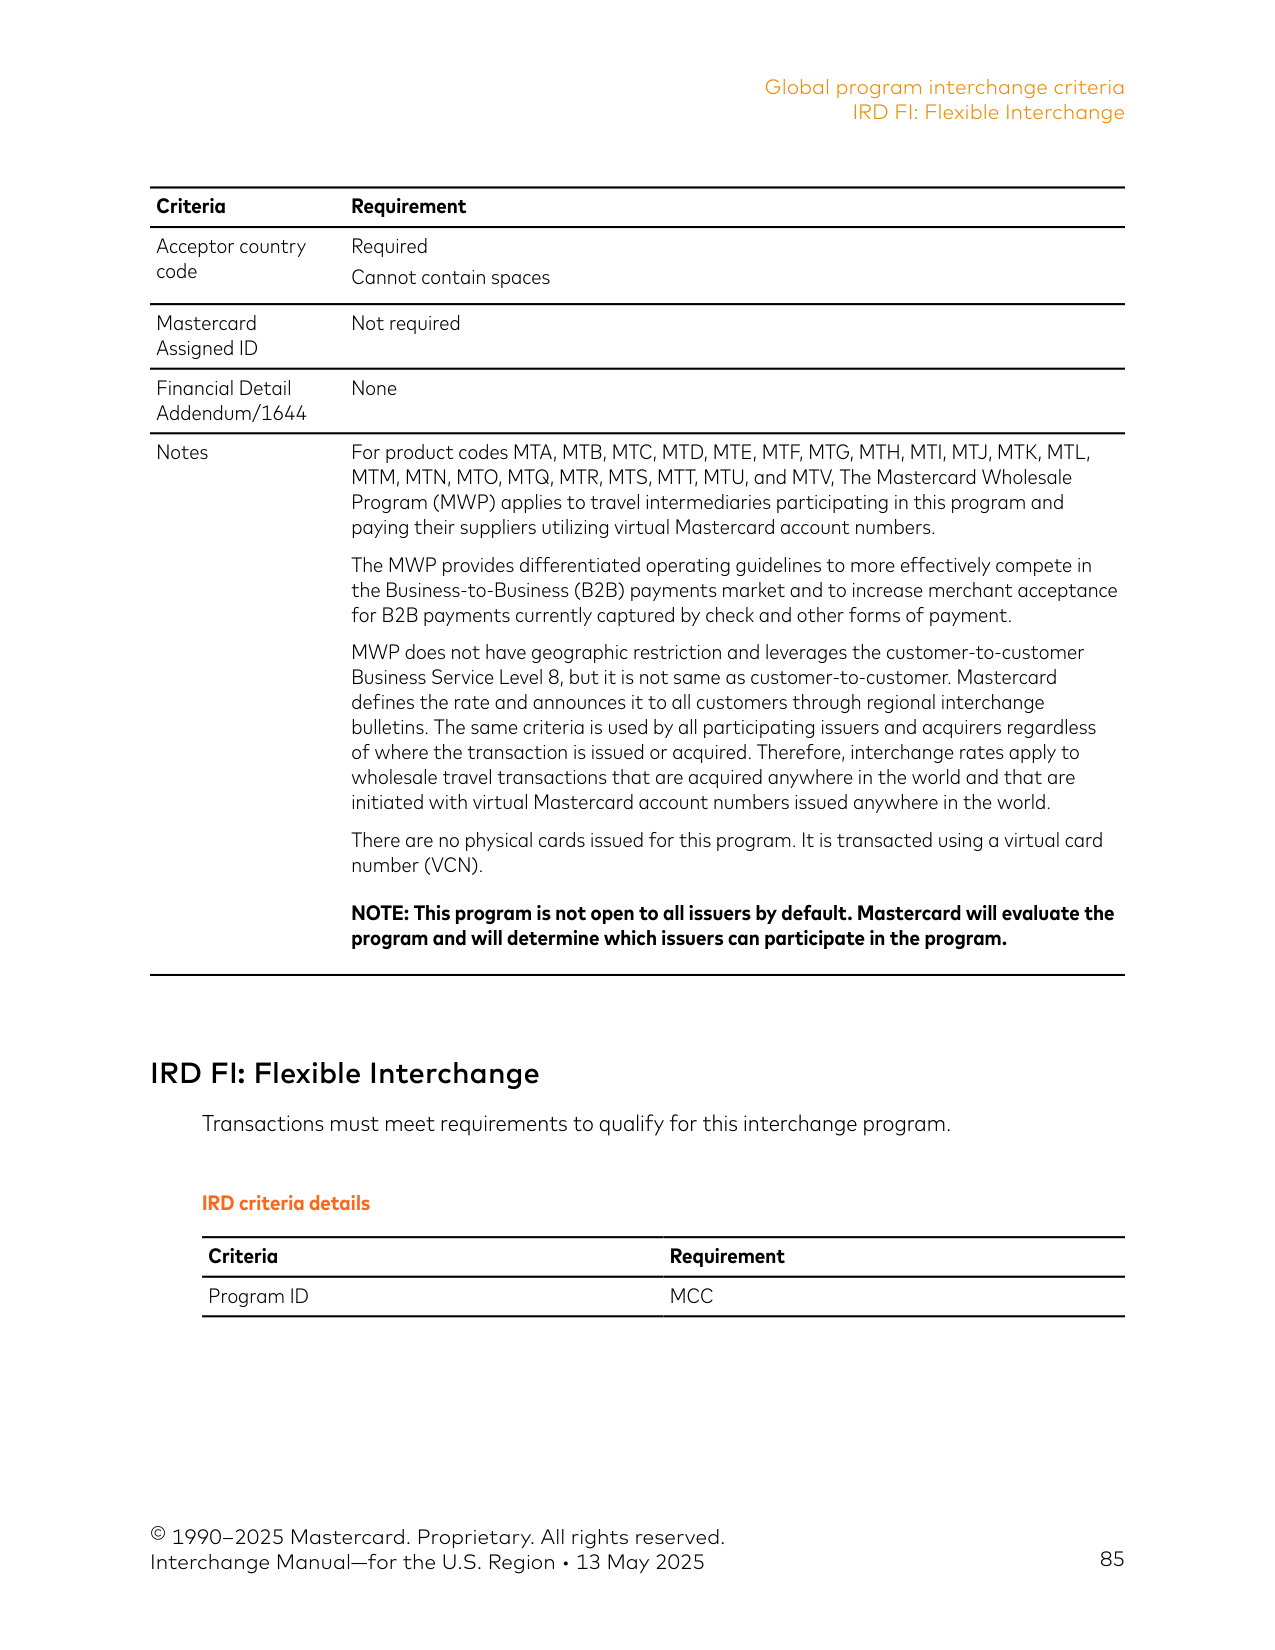 Global program interchange criteria
IRD FI: Flexible Interchange
Criteria Requirement
Acceptor country code Required
Cannot contain spaces
Mastercard Assigned ID Not required
Financial Detail Addendum/1644 None
Notes For product codes MTA, MTB, MTC, MTD, MTE, MTF, MTG, MTH, MTI, MTJ, MTK, MTL,
MTM, MTN, MTO, MTQ, MTR, MTS, MTT, MTU, and MTV, The Mastercard Wholesale
Program (MWP) applies to travel intermediaries participating in this program and
paying their suppliers utilizing virtual Mastercard account numbers.
The MWP provides differentiated operating guidelines to more effectively compete in
the Business-to-Business (B2B) payments market and to increase merchant acceptance
for B2B payments currently captured by check and other forms of payment.
MWP does not have geographic restriction and leverages the customer-to-customer
Business Service Level 8, but it is not same as customer-to-customer. Mastercard
defines the rate and announces it to all customers through regional interchange
bulletins. The same criteria is used by all participating issuers and acquirers regardless
of where the transaction is issued or acquired. Therefore, interchange rates apply to
wholesale travel transactions that are acquired anywhere in the world and that are
initiated with virtual Mastercard account numbers issued anywhere in the world.
There are no physical cards issued for this program. It is transacted using a virtual card
number (VCN).
NOTE: This program is not open to all issuers by default. Mastercard will evaluate the
program and will determine which issuers can participate in the program.
IRD FI: Flexible Interchange
Transactions must meet requirements to qualify for this interchange program.
IRD criteria details
Criteria Requirement
Program ID MCC
© 1990–2025 Mastercard. Proprietary. All rights reserved.
Interchange Manual—for the U.S. Region • 13 May 2025 85